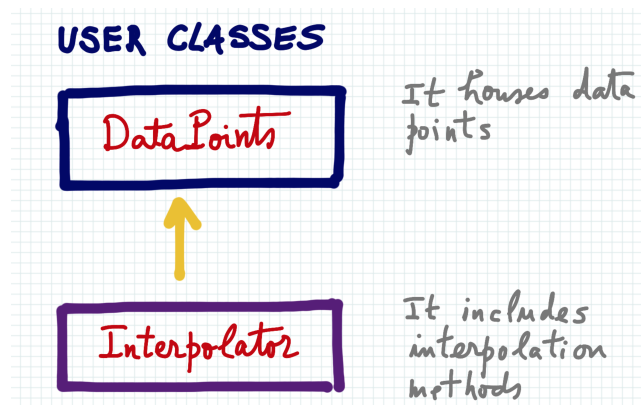 USER CLASSES
DataPoints
It houses data
points
Interpolator
It includes
interpolation
methods